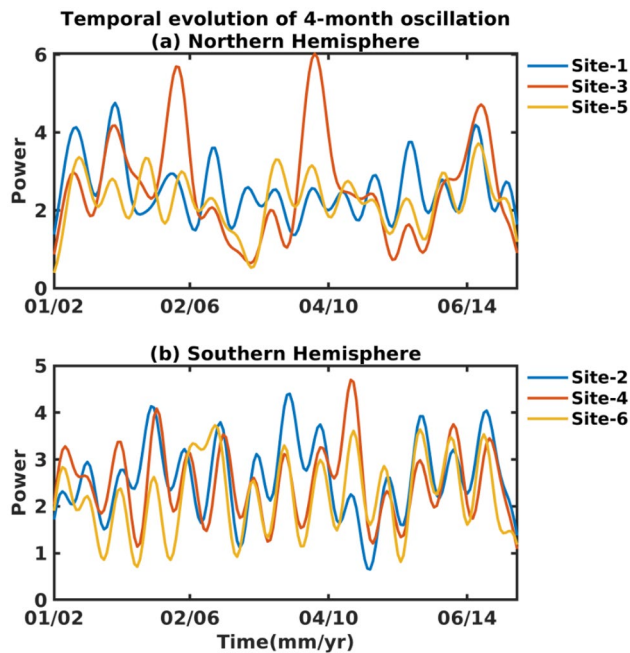 Temporal evolution of 4-month oscillation
(a) Northern Hemisphere
6
4
2
0
Power
01/02 02/06 04/10 06/14
Site-1
Site-3
Site-5
(b) Southern Hemisphere
5
4
3
2
1
0
Power
01/02 02/06 04/10 06/14
Time(mm/yr)
Site-2
Site-4
Site-6